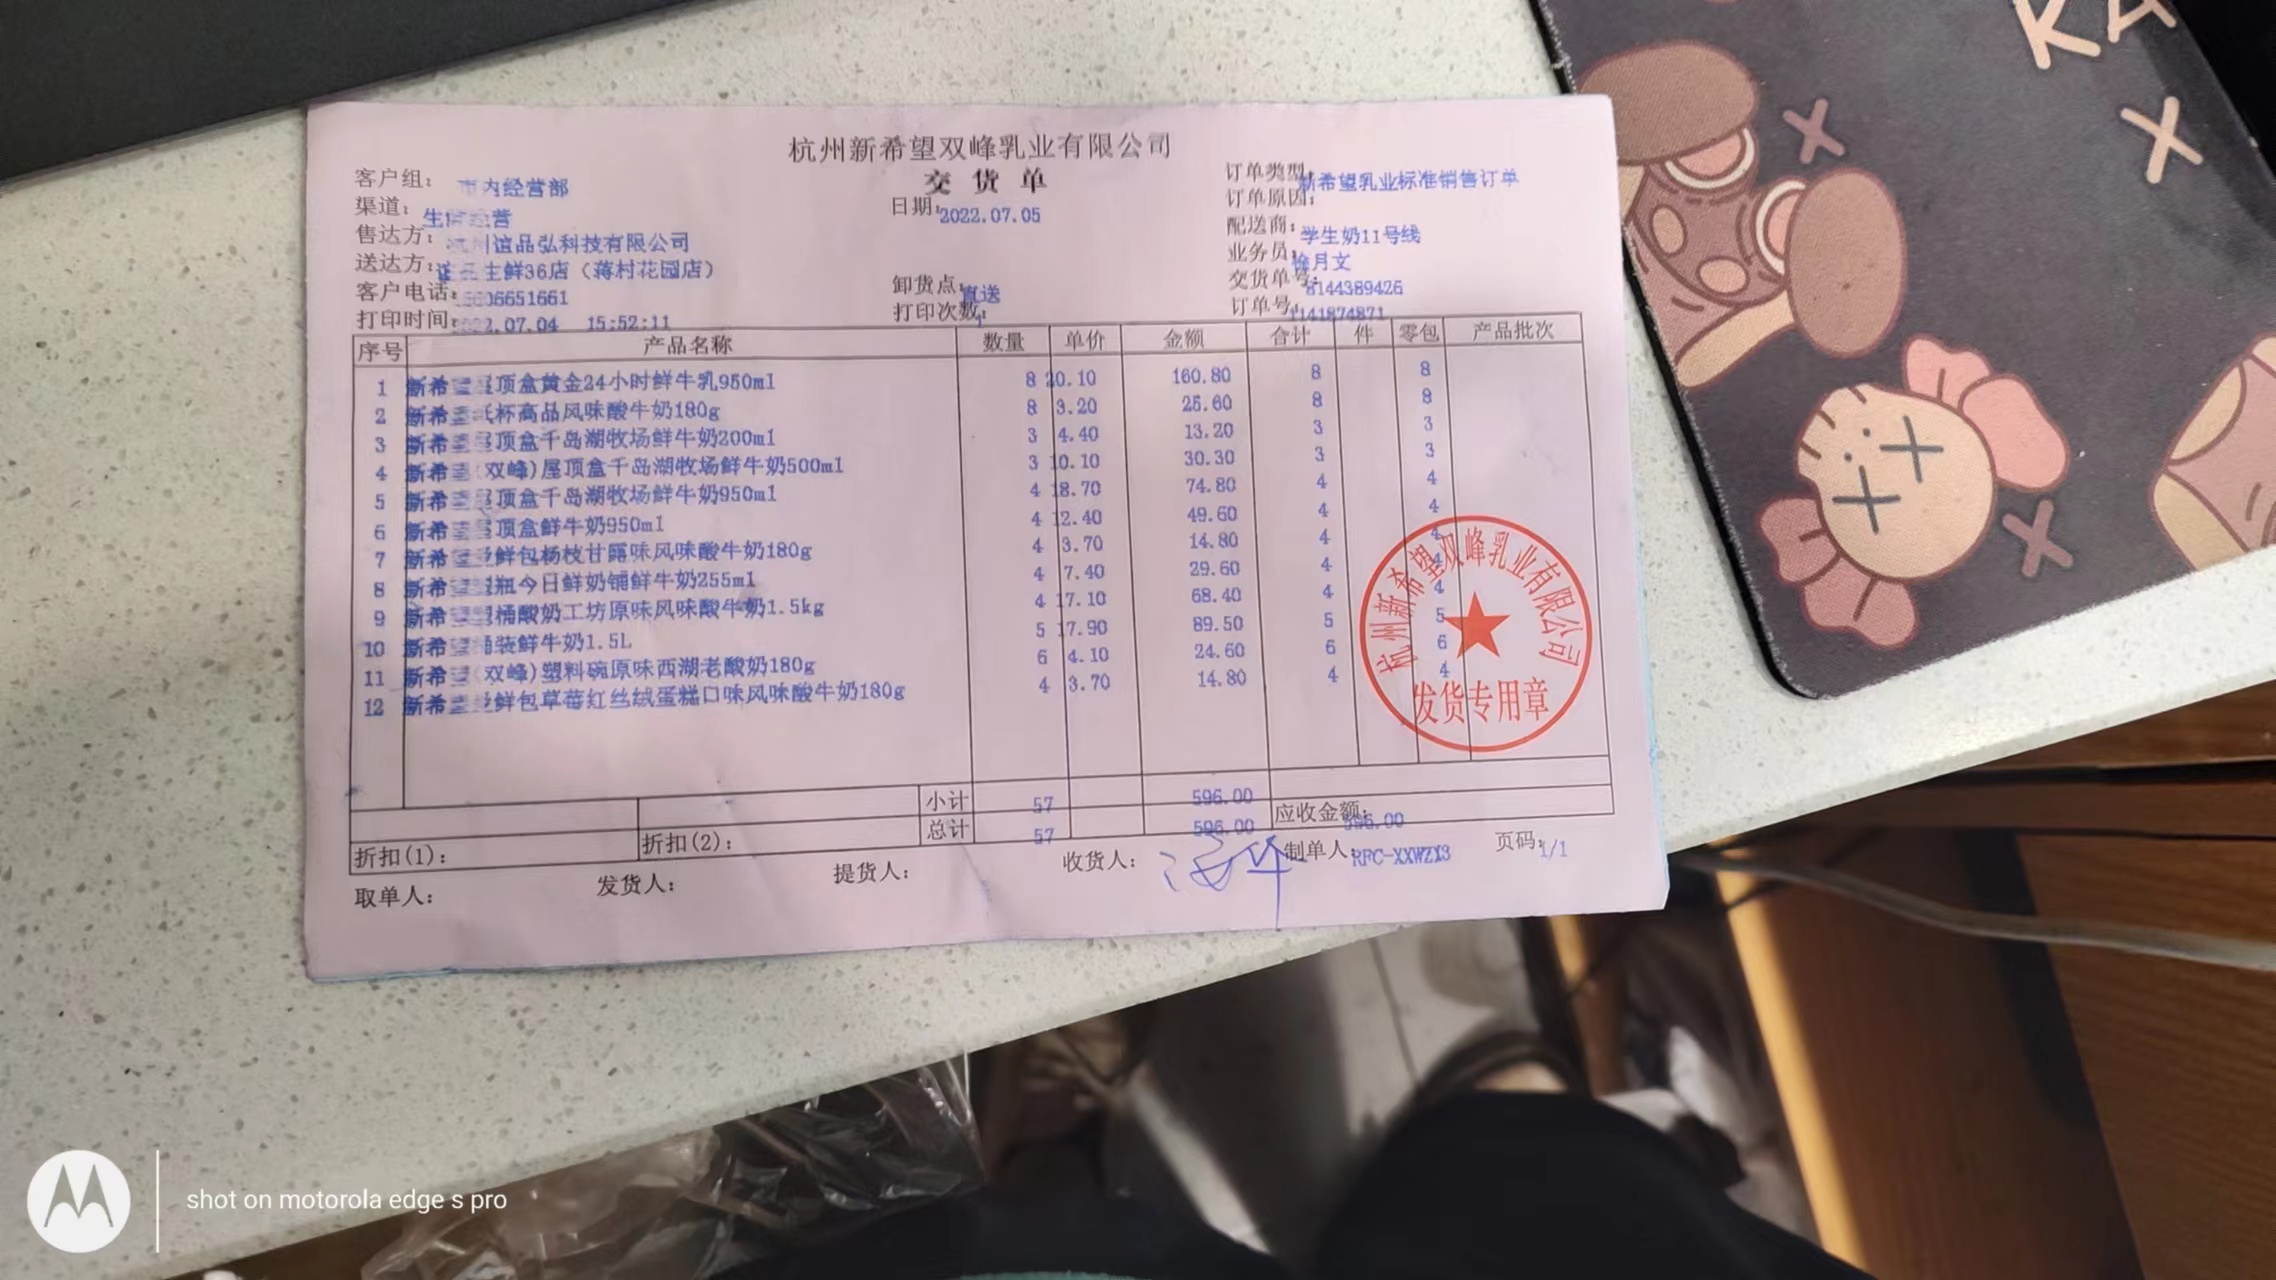 杭州新希望双峰乳业有限公司
交货单
客户组: 市内经营部
渠道: 生鲜经营
售达方: 杭州谊品弘科技有限公司
送达方: 谊品生鲜36店（蒋村花园店）
客户电话: 06651661
打印时间: 2022.07.04 15:52:11
日期: 2022.07.05
卸货点: 直送
打印次数: 1
订单类型: 新希望乳业标准销售订单
订单原因:
配送商: 学生奶11号线
业务员: 徐月文
交货单号: 8144389426
订单号: 1141874871
序号 产品名称 数量 单价 金额 合计 件 零包 产品批次
1 新希望屋顶盒黄金24小时鲜牛乳950ml 8 20.10 160.80 8 8
2 新希望纸杯高品风味酸牛奶180g 8 3.20 25.60 8 8
3 新希望屋顶盒千岛湖牧场鲜牛奶200ml 3 4.40 13.20 3 3
4 新希望(双峰)屋顶盒千岛湖牧场鲜牛奶500ml 3 10.10 30.30 3 3
5 新希望屋顶盒千岛湖牧场鲜牛奶950ml 4 18.70 74.80 4 4
6 新希望屋顶盒鲜牛奶950ml 4 12.40 49.60 4 4
7 新希望爱鲜包杨枝甘露味风味酸牛奶180g 4 3.70 14.80 4 4
8 新希望瓶今日鲜奶铺鲜牛奶255ml 4 7.40 29.60 4 4
9 新希望桶酸奶工坊原味风味酸牛奶1.5kg 4 17.10 68.40 4 4
10 新希望桶装鲜牛奶1.5L 5 17.90 89.50 5 5
11 新希望(双峰)塑料碗原味西湖老酸奶180g 6 4.10 24.60 6 6
12 新希望爱鲜包草莓红丝绒蛋糕口味风味酸牛奶180g 4 3.70 14.80 4 4
杭州新希望双峰乳业有限公司
发货专用章
小计 57 596.00
总计 57 596.00
应收金额: 596.00
折扣(1):
折扣(2):
取单人:
发货人:
提货人:
收货人:
制单人: RFC-XXWZX3
页码: 1/1
KA
shot on motorola edge s pro